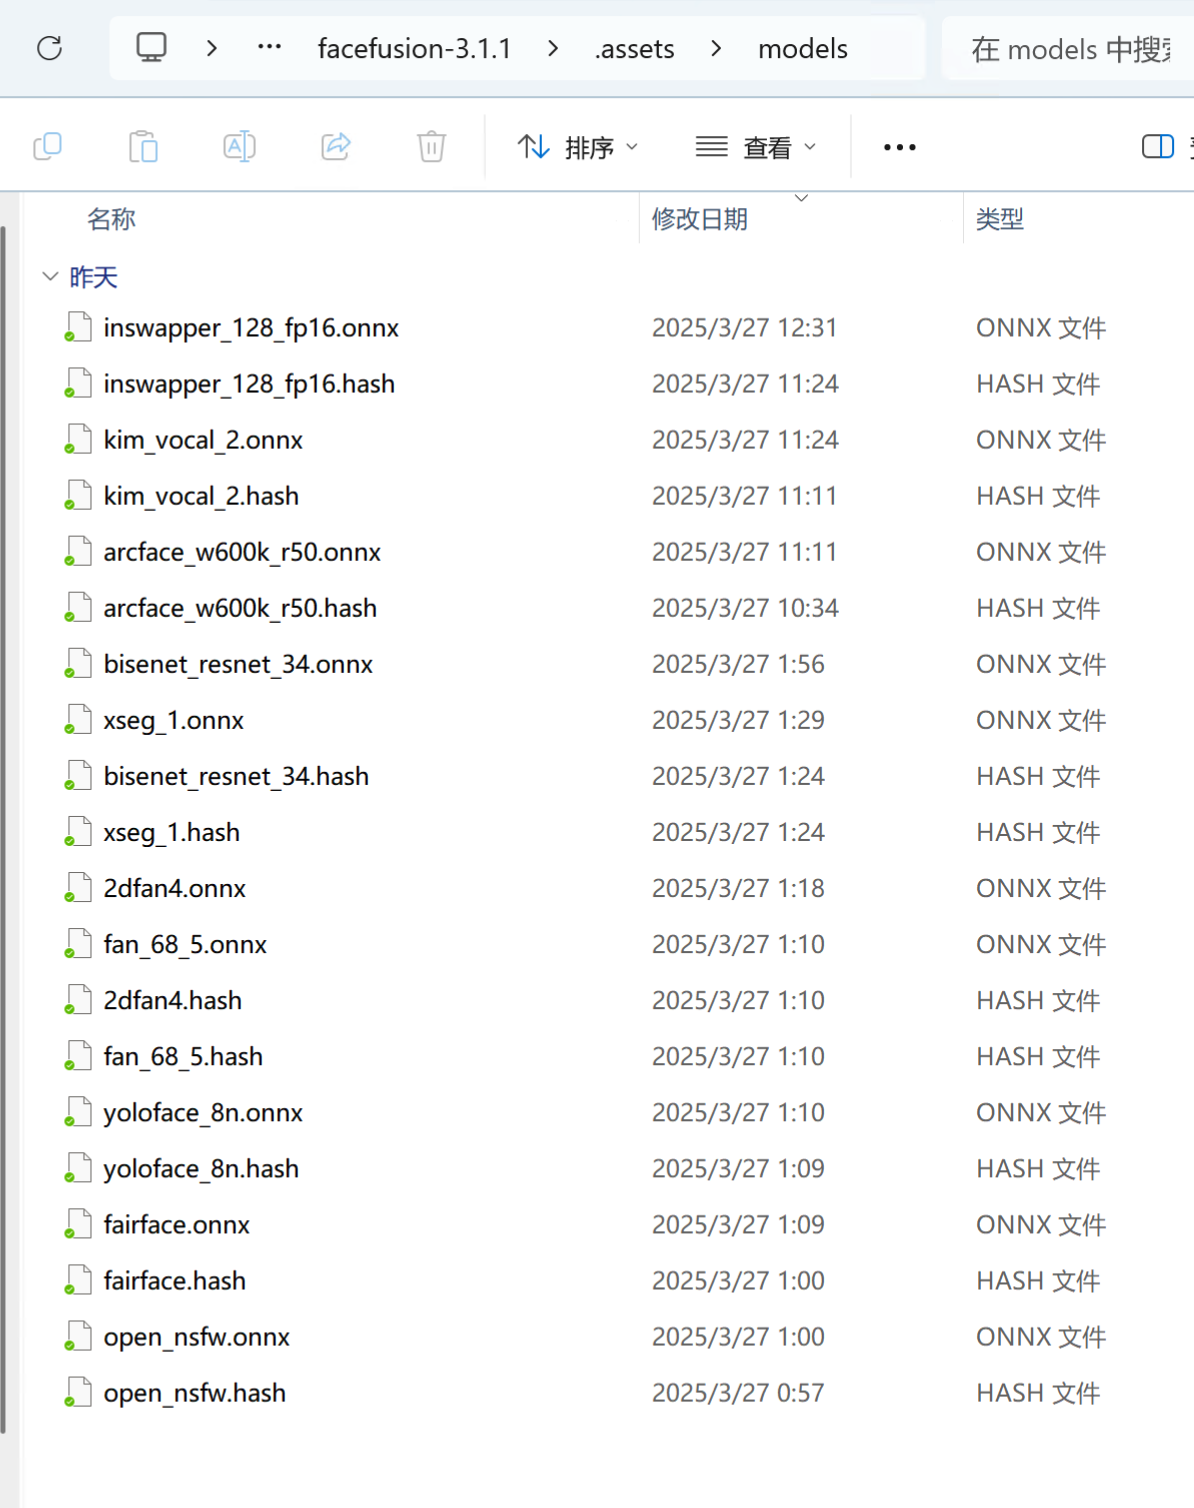 … facefusion-3.1.1 > .assets > models 在 models 中搜
排序 查看 •••
名称 修改日期 类型
昨天
inswapper_128_fp16.onnx 2025/3/27 12:31 ONNX 文件
inswapper_128_fp16.hash 2025/3/27 11:24 HASH 文件
kim_vocal_2.onnx 2025/3/27 11:24 ONNX 文件
kim_vocal_2.hash 2025/3/27 11:11 HASH 文件
arcface_w600k_r50.onnx 2025/3/27 11:11 ONNX 文件
arcface_w600k_r50.hash 2025/3/27 10:34 HASH 文件
bisenet_resnet_34.onnx 2025/3/27 1:56 ONNX 文件
xseg_1.onnx 2025/3/27 1:29 ONNX 文件
bisenet_resnet_34.hash 2025/3/27 1:24 HASH 文件
xseg_1.hash 2025/3/27 1:24 HASH 文件
2dfan4.onnx 2025/3/27 1:18 ONNX 文件
fan_68_5.onnx 2025/3/27 1:10 ONNX 文件
2dfan4.hash 2025/3/27 1:10 HASH 文件
fan_68_5.hash 2025/3/27 1:10 HASH 文件
yoloface_8n.onnx 2025/3/27 1:10 ONNX 文件
yoloface_8n.hash 2025/3/27 1:09 HASH 文件
fairface.onnx 2025/3/27 1:09 ONNX 文件
fairface.hash 2025/3/27 1:00 HASH 文件
open_nsfw.onnx 2025/3/27 1:00 ONNX 文件
open_nsfw.hash 2025/3/27 0:57 HASH 文件